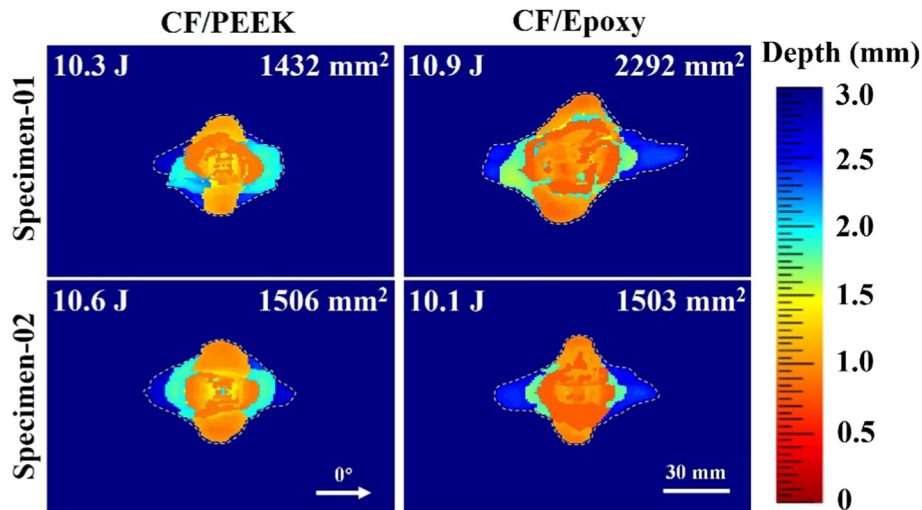 CF/PEEK CF/Epoxy
Depth (mm)
Specimen-01
10.3 J 1432 mm²
10.9 J 2292 mm²
Specimen-02
10.6 J 1506 mm²
0°
10.1 J 1503 mm²
30 mm
3.0
2.5
2.0
1.5
1.0
0.5
0